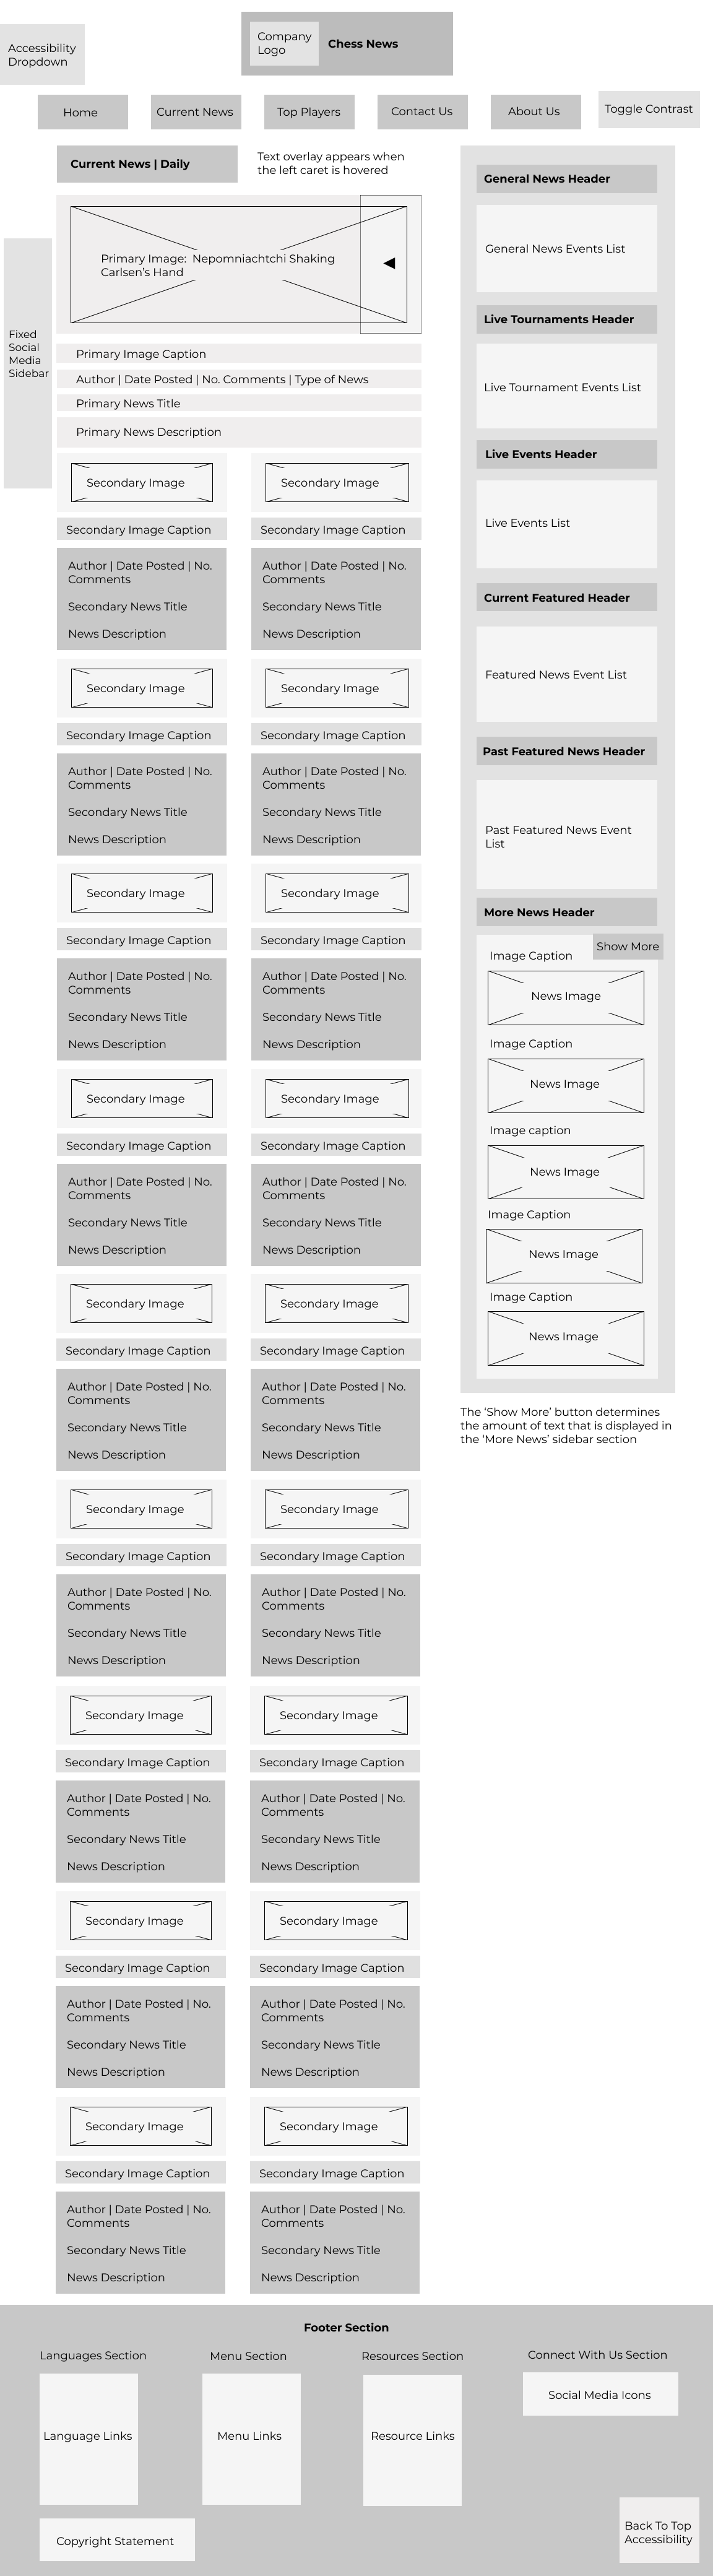 Accessibility
Dropdown
Company
Logo
Chess News
Home
Current News
Top Players
Contact Us
About Us
Toggle Contrast
Current News | Daily
Text overlay appears when
the left caret is hovered
Primary Image:  Nepomniachtchi Shaking
Carlsen's Hand
Fixed
Social
Media
Sidebar
Primary Image Caption
Author | Date Posted | No. Comments | Type of News
Primary News Title
Primary News Description
Secondary Image
Secondary Image
Secondary Image Caption
Secondary Image Caption
Author | Date Posted | No.
Comments
Secondary News Title
News Description
Author | Date Posted | No.
Comments
Secondary News Title
News Description
Secondary Image
Secondary Image
Secondary Image Caption
Secondary Image Caption
Author | Date Posted | No.
Comments
Secondary News Title
News Description
Author | Date Posted | No.
Comments
Secondary News Title
News Description
Secondary Image
Secondary Image
Secondary Image Caption
Secondary Image Caption
Author | Date Posted | No.
Comments
Secondary News Title
News Description
Author | Date Posted | No.
Comments
Secondary News Title
News Description
Secondary Image
Secondary Image
Secondary Image Caption
Secondary Image Caption
Author | Date Posted | No.
Comments
Secondary News Title
News Description
Author | Date Posted | No.
Comments
Secondary News Title
News Description
Secondary Image
Secondary Image
Secondary Image Caption
Secondary Image Caption
Author | Date Posted | No.
Comments
Secondary News Title
News Description
Author | Date Posted | No.
Comments
Secondary News Title
News Description
Secondary Image
Secondary Image
Secondary Image Caption
Secondary Image Caption
Author | Date Posted | No.
Comments
Secondary News Title
News Description
Author | Date Posted | No.
Comments
Secondary News Title
News Description
Secondary Image
Secondary Image
Secondary Image Caption
Secondary Image Caption
Author | Date Posted | No.
Comments
Secondary News Title
News Description
Author | Date Posted | No.
Comments
Secondary News Title
News Description
Secondary Image
Secondary Image
Secondary Image Caption
Secondary Image Caption
Author | Date Posted | No.
Comments
Secondary News Title
News Description
Author | Date Posted | No.
Comments
Secondary News Title
News Description
Secondary Image
Secondary Image
Secondary Image Caption
Secondary Image Caption
Author | Date Posted | No.
Comments
Secondary News Title
News Description
Author | Date Posted | No.
Comments
Secondary News Title
News Description
General News Header
General News Events List
Live Tournaments Header
Live Tournament Events List
Live Events Header
Live Events List
Current Featured Header
Featured News Event List
Past Featured News Header
Past Featured News Event
List
More News Header
Show More
Image Caption
News Image
Image Caption
News Image
Image caption
News Image
Image Caption
News Image
Image Caption
News Image
The ‘Show More’ button determines
the amount of text that is displayed in
the ‘More News’ sidebar section
Footer Section
Languages Section
Menu Section
Resources Section
Connect With Us Section
Language Links
Menu Links
Resource Links
Social Media Icons
Copyright Statement
Back To Top
Accessibility